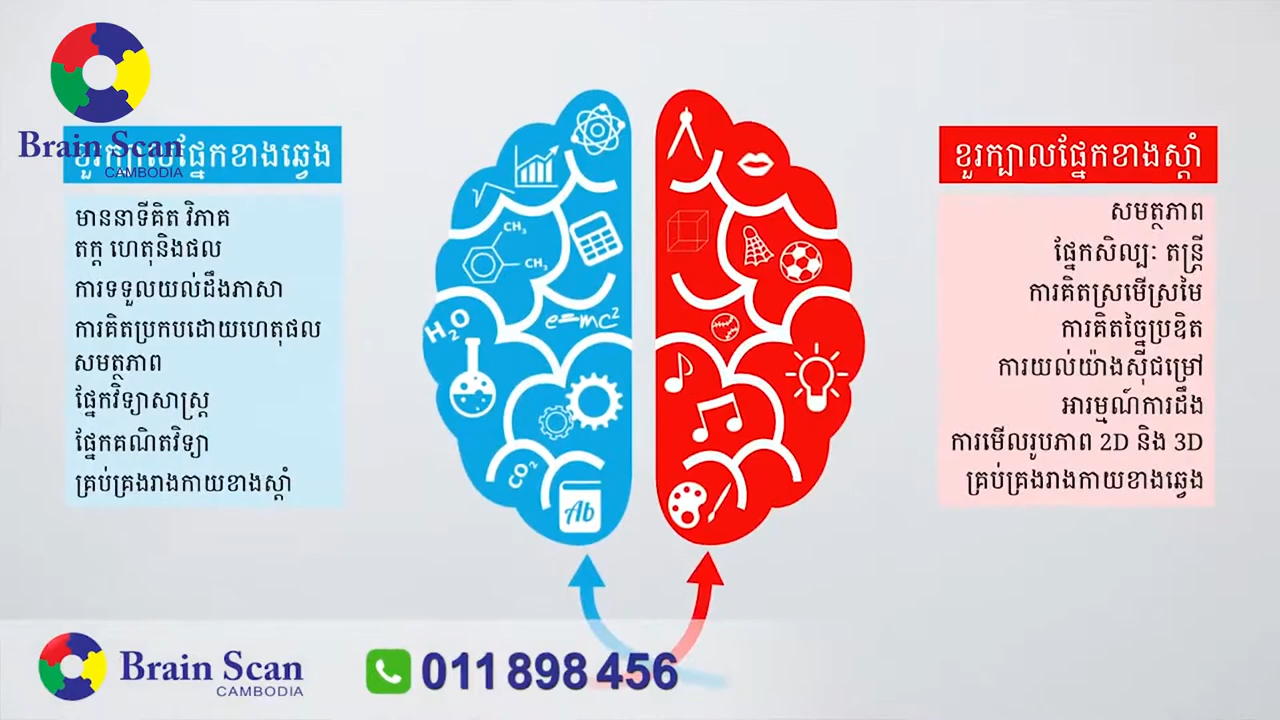 Brain Scan
CAMBODIA
ខួរក្បាលផ្នែកខាងឆ្វេង
មាននាទីគិត វិភាគ
តក្ក ហេតុនិងផល
ការទទួលយល់ដឹងភាសា
ការគិតប្រកបដោយហេតុផល
សមត្ថភាព
ផ្នែកវិទ្យាសាស្ត្រ
ផ្នែកគណិតវិទ្យា
គ្រប់គ្រងរាងកាយខាងស្ដាំ
CH₃
CH₃
H₂O
e=mc²
CO₂
Ab
ខួរក្បាលផ្នែកខាងស្ដាំ
សមត្ថភាព
ផ្នែកសិល្បៈ តន្ត្រី
ការគិតស្រមើស្រមៃ
ការគិតច្នៃប្រឌិត
ការយល់យ៉ាងស៊ីជម្រៅ
អារម្មណ៍ការដឹង
ការមើលរូបភាព 2D និង 3D
គ្រប់គ្រងរាងកាយខាងឆ្វេង
Brain Scan
CAMBODIA
011 898 456